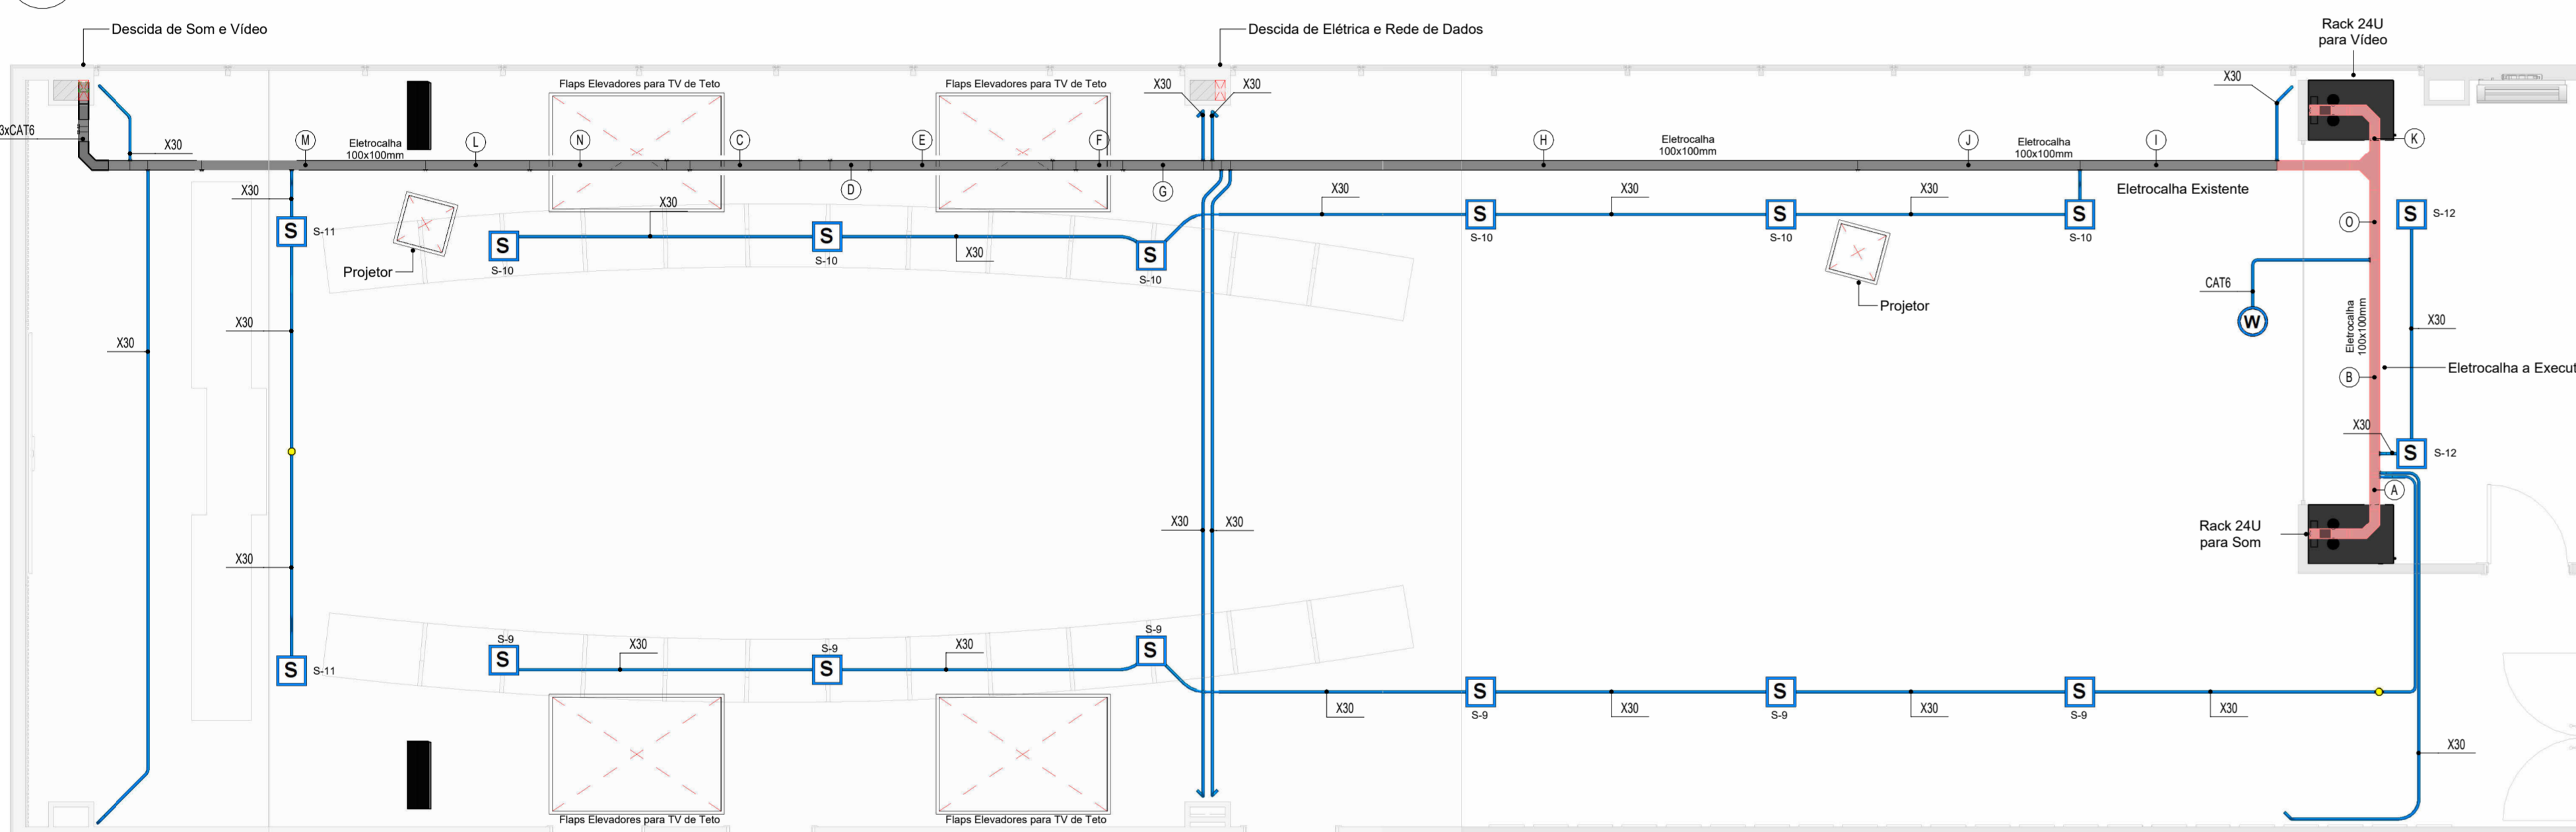 Descida de Som e Vídeo
Descida de Elétrica e Rede de Dados
Rack 24U
para Vídeo
Flaps Elevadores para TV de Teto
Flaps Elevadores para TV de Teto
X30
X30
X30
3xCAT6
X30
M
Eletrocalha
100x100mm
L
N
C
E
F
H
Eletrocalha
100x100mm
J
Eletrocalha
100x100mm
I
K
D
G
X30
X30
X30
X30
X30
Eletrocalha Existente
S
S-11
S
S-10
S
S-10
S
S-10
S
S-10
S
S-10
S
S-10
O
S
S-12
X30
Projetor
Projetor
CAT6
W
X30
X30
Eletrocalha
100x100mm
X30
B
Eletrocalha a Execut
X30
S
S-12
A
X30
X30
Rack 24U
para Som
X30
S-9
S
X30
S-9
S
X30
S-9
S
S
S-11
S
S-9
S
S-9
S
S-9
X30
X30
X30
X30
X30
Flaps Elevadores para TV de Teto
Flaps Elevadores para TV de Teto